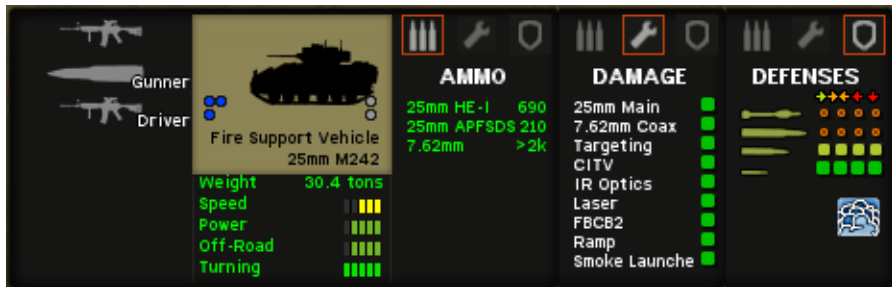 Gunner
Driver
Fire Support Vehicle
25mm M242
Weight 30.4 tons
Speed
Power
Off-Road
Turning
AMMO
25mm HE-I 690
25mm APFSDS 210
7.62mm >2k
DAMAGE
25mm Main
7.62mm Coax
Targeting
CITV
IR Optics
Laser
FBCB2
Ramp
Smoke Launche
DEFENSES